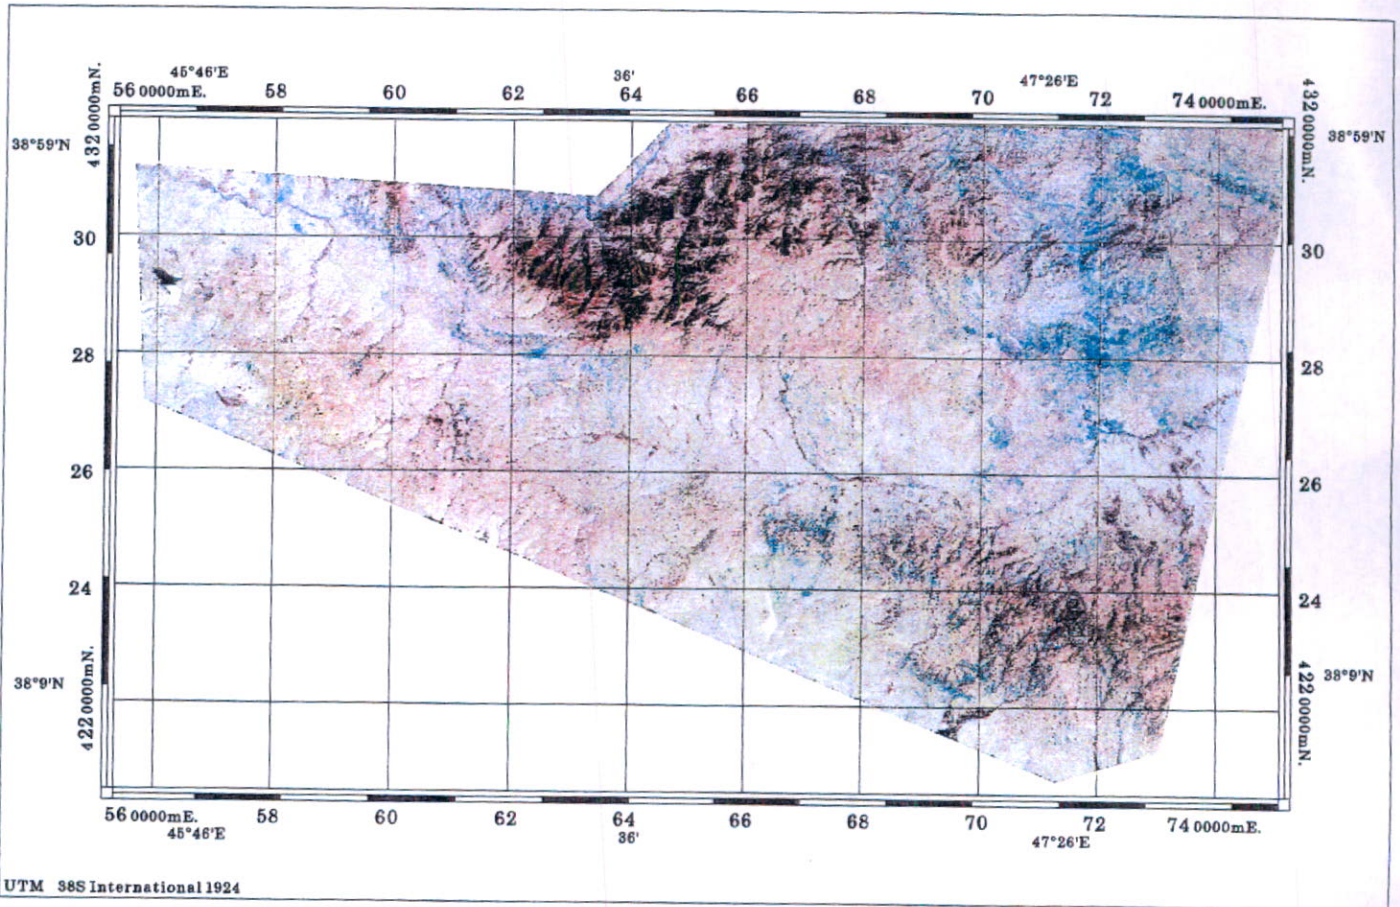 45°46'E 36' 47°26'E
56 0000mE. 58 60 62 64 66 68 70 72 74 0000mE.
432 0000mN. 432 0000mN.
38°59'N 38°59'N
30 30
28 28
26 26
24 24
422 0000mN. 422 0000mN.
38°9'N 38°9'N
56 0000mE. 58 60 62 64 66 68 70 72 74 0000mE.
45°46'E 36' 47°26'E
UTM 38S International 1924